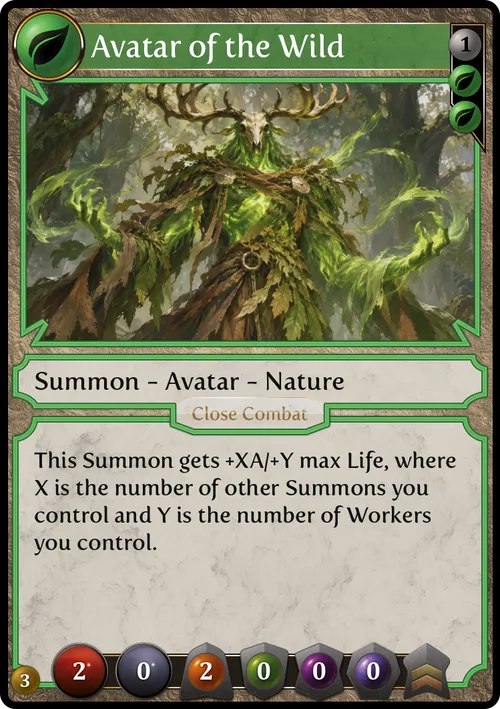 Avatar of the Wild
1
Summon – Avatar – Nature
Close Combat
This Summon gets +XA/+Y max Life, where
X is the number of other Summons you
control and Y is the number of Workers
you control.
3 2* 0* 2 0 0 0